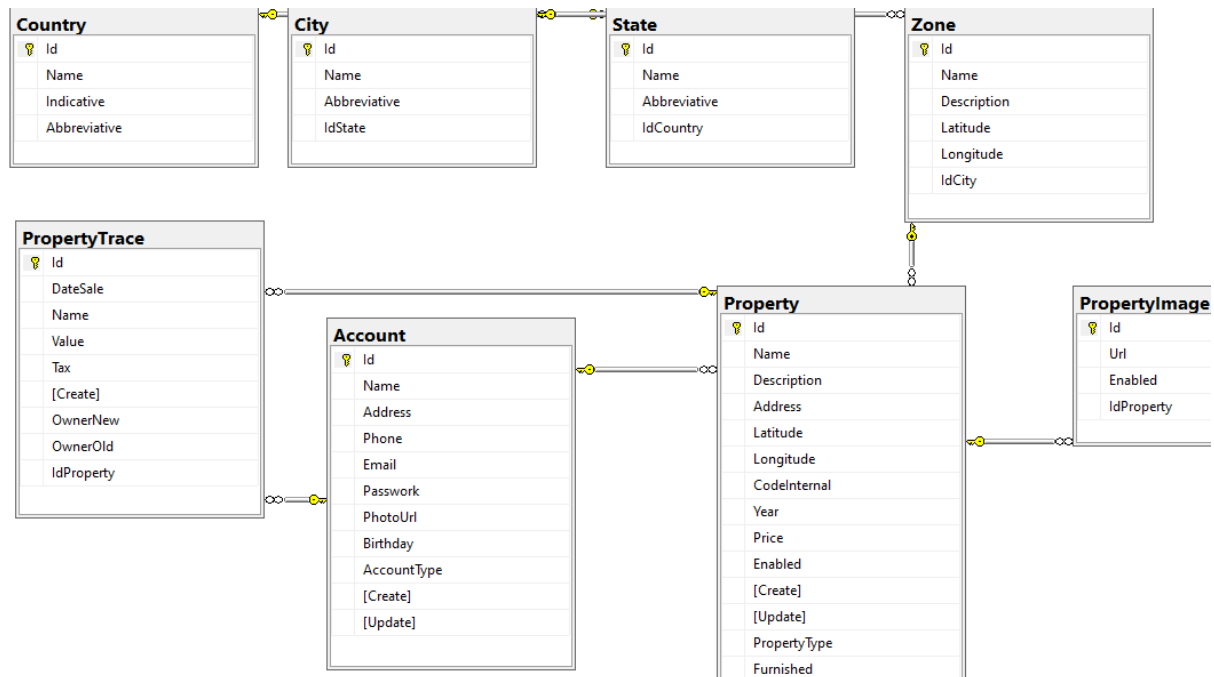 Country
Id
Name
Indicative
Abbreviative
City
Id
Name
Abbreviative
IdState
State
Id
Name
Abbreviative
IdCountry
Zone
Id
Name
Description
Latitude
Longitude
IdCity
PropertyTrace
Id
DateSale
Name
Value
Tax
[Create]
OwnerNew
OwnerOld
IdProperty
Account
Id
Name
Address
Phone
Email
Passwork
PhotoUrl
Birthday
AccountType
[Create]
[Update]
Property
Id
Name
Description
Address
Latitude
Longitude
CodeInternal
Year
Price
Enabled
[Create]
[Update]
PropertyType
Furnished
PropertyImage
Id
Url
Enabled
IdProperty